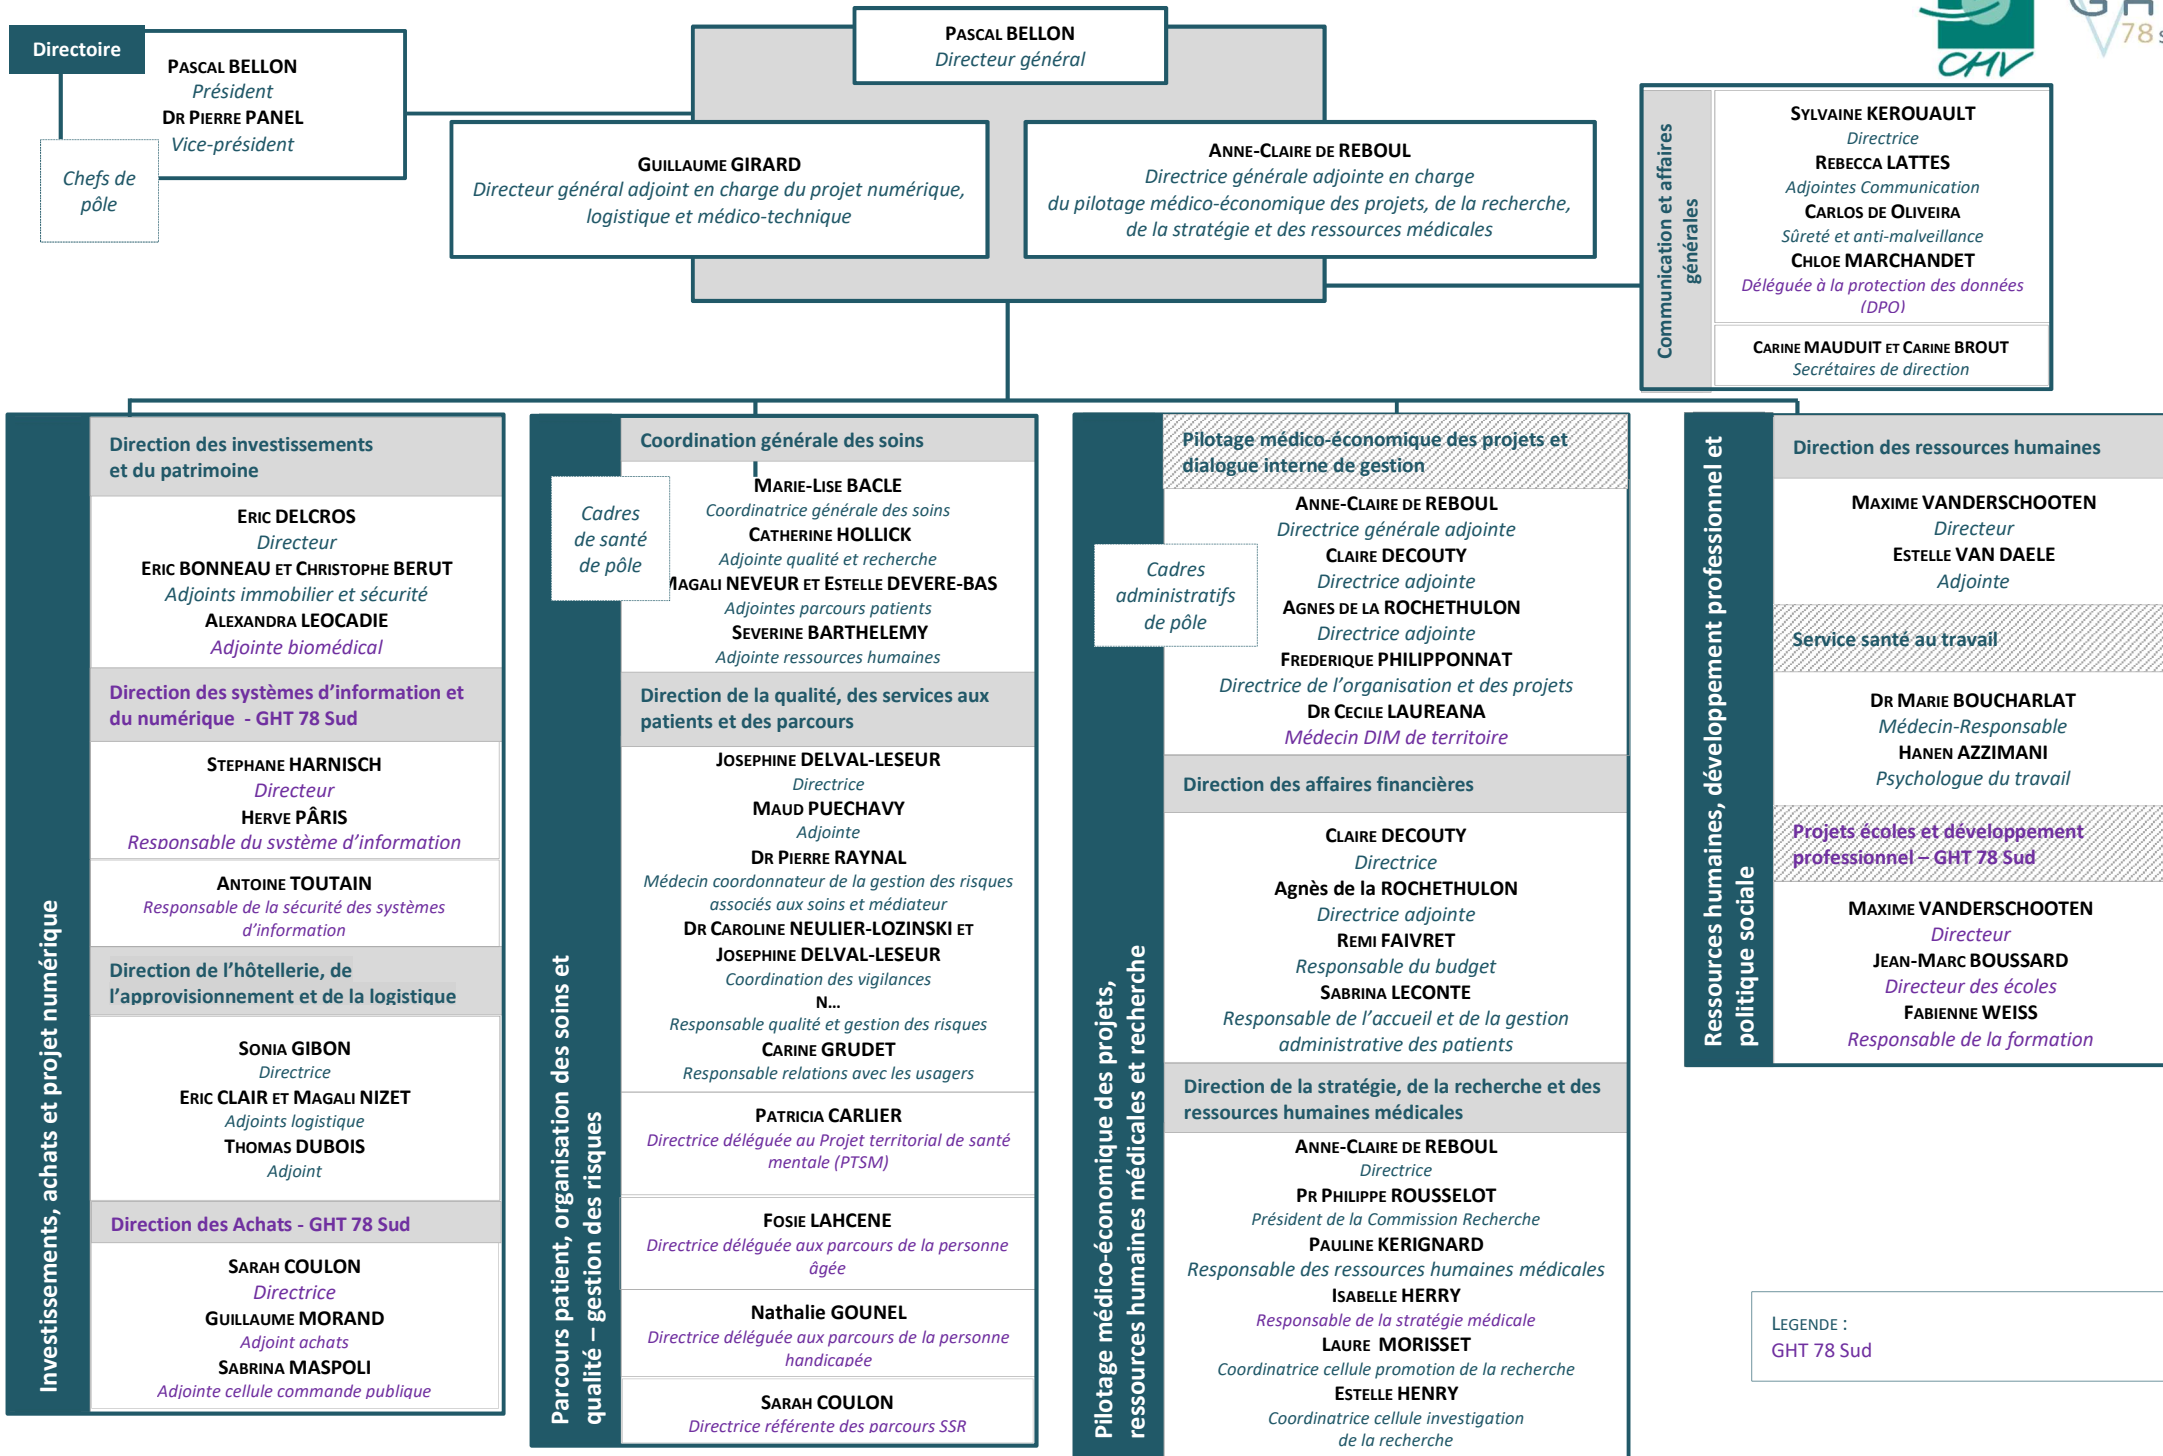 Directoire
PASCAL BELLON
Président
DR PIERRE PANEL
Vice-président
Chefs de
pôle
PASCAL BELLON
Directeur général
GUILLAUME GIRARD
Directeur général adjoint en charge du projet numérique,
logistique et médico-technique
ANNE-CLAIRE DE REBOUL
Directrice générale adjointe en charge
du pilotage médico-économique des projets, de la recherche,
de la stratégie et des ressources médicales
CHV
78
Communication et affaires
générales
SYLVAINE KEROUAULT
Directrice
REBECCA LATTES
Adjointes Communication
CARLOS DE OLIVEIRA
Sûreté et anti-malveillance
CHLOE MARCHANDET
Déléguée à la protection des données
(DPO)
CARINE MAUDUIT ET CARINE BROUT
Secrétaires de direction
Investissements, achats et projet numérique
Direction des investissements
et du patrimoine
ERIC DELCROS
Directeur
ERIC BONNEAU ET CHRISTOPHE BERUT
Adjoints immobilier et sécurité
ALEXANDRA LEOCADIE
Adjointe biomédical
Direction des systèmes d'information et
du numérique - GHT 78 Sud
STEPHANE HARNISCH
Directeur
HERVE PÂRIS
Responsable du système d'information
ANTOINE TOUTAIN
Responsable de la sécurité des systèmes
d'information
Direction de l'hôtellerie, de
l'approvisionnement et de la logistique
SONIA GIBON
Directrice
ERIC CLAIR ET MAGALI NIZET
Adjoints logistique
THOMAS DUBOIS
Adjoint
Direction des Achats - GHT 78 Sud
SARAH COULON
Directrice
GUILLAUME MORAND
Adjoint achats
SABRINA MASPOLI
Adjointe cellule commande publique
Parcours patient, organisation des soins et
qualité – gestion des risques
Coordination générale des soins
Cadres
de santé
de pôle
MARIE-LISE BACLE
Coordinatrice générale des soins
CATHERINE HOLLICK
Adjointe qualité et recherche
MAGALI NEVEUR ET ESTELLE DEVERE-BAS
Adjointes parcours patients
SEVERINE BARTHELEMY
Adjointe ressources humaines
Direction de la qualité, des services aux
patients et des parcours
JOSEPHINE DELVAL-LESEUR
Directrice
MAUD PUECHAVY
Adjointe
DR PIERRE RAYNAL
Médecin coordonnateur de la gestion des risques
associés aux soins et médiateur
DR CAROLINE NEULIER-LOZINSKI ET
JOSEPHINE DELVAL-LESEUR
Coordination des vigilances
N...
Responsable qualité et gestion des risques
CARINE GRUDET
Responsable relations avec les usagers
PATRICIA CARLIER
Directrice déléguée au Projet territorial de santé
mentale (PTSM)
FOSIE LAHCENE
Directrice déléguée aux parcours de la personne
âgée
Nathalie GOUNEL
Directrice déléguée aux parcours de la personne
handicapée
SARAH COULON
Directrice référente des parcours SSR
Pilotage médico-économique des projets,
ressources humaines médicales et recherche
Pilotage médico-économique des projets et
dialogue interne de gestion
Cadres
administratifs
de pôle
ANNE-CLAIRE DE REBOUL
Directrice générale adjointe
CLAIRE DECOUTY
Directrice adjointe
AGNES DE LA ROCHETHULON
Directrice adjointe
FREDERIQUE PHILIPPONNAT
Directrice de l'organisation et des projets
DR CECILE LAUREANA
Médecin DIM de territoire
Direction des affaires financières
CLAIRE DECOUTY
Directrice
Agnès de la ROCHETHULON
Directrice adjointe
REMI FAIVRET
Responsable du budget
SABRINA LECONTE
Responsable de l'accueil et de la gestion
administrative des patients
Direction de la stratégie, de la recherche et des
ressources humaines médicales
ANNE-CLAIRE DE REBOUL
Directrice
PR PHILIPPE ROUSSELOT
Président de la Commission Recherche
PAULINE KERIGNARD
Responsable des ressources humaines médicales
ISABELLE HERRY
Responsable de la stratégie médicale
LAURE MORISSET
Coordinatrice cellule promotion de la recherche
ESTELLE HENRY
Coordinatrice cellule investigation
de la recherche
Ressources humaines, développement professionnel et
politique sociale
Direction des ressources humaines
MAXIME VANDERSCHOOTEN
Directeur
ESTELLE VAN DAELE
Adjointe
Service santé au travail
DR MARIE BOUCHARLAT
Médecin-Responsable
HANEN AZZIMANI
Psychologue du travail
Projets écoles et développement
professionnel – GHT 78 Sud
MAXIME VANDERSCHOOTEN
Directeur
JEAN-MARC BOUSSARD
Directeur des écoles
FABIENNE WEISS
Responsable de la formation
LEGENDE :
GHT 78 Sud